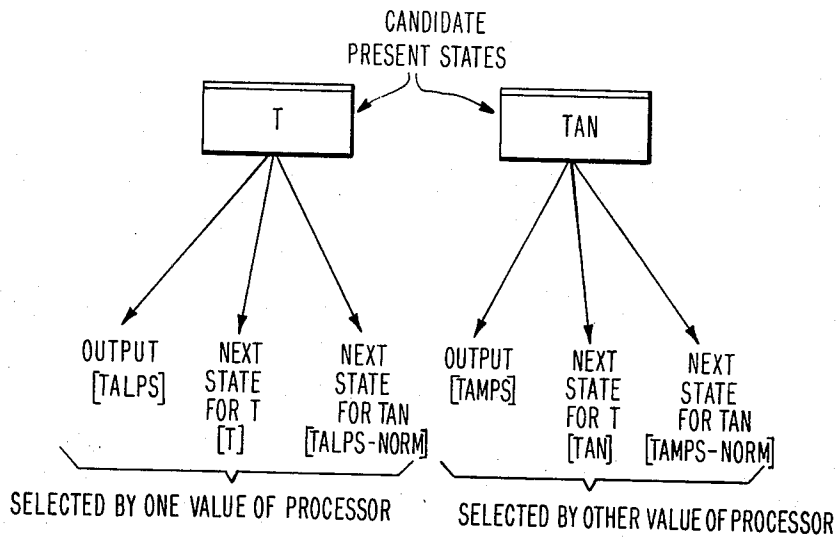 CANDIDATE
PRESENT STATES
T
TAN
OUTPUT
[TALPS]
NEXT
STATE
FOR T
[T]
NEXT
STATE
FOR TAN
[TALPS-NORM]
OUTPUT
[TAMPS]
NEXT
STATE
FOR T
[TAN]
NEXT
STATE
FOR TAN
[TAMPS-NORM]
SELECTED BY ONE VALUE OF PROCESSOR
SELECTED BY OTHER VALUE OF PROCESSOR